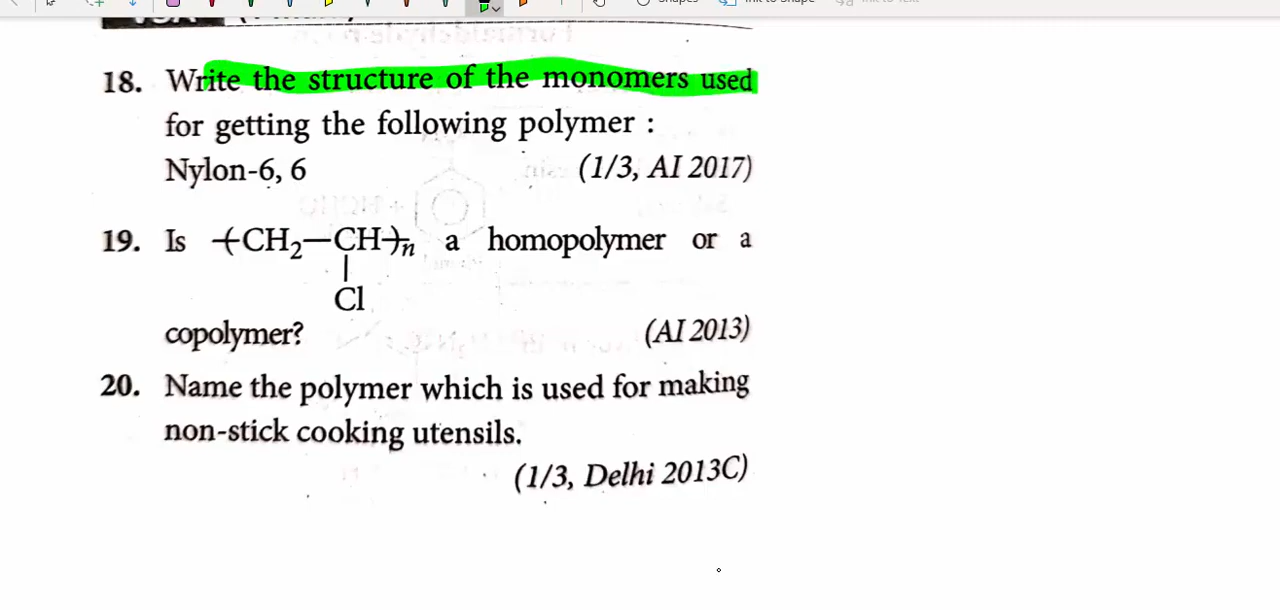 18. Write the structure of the monomers used
for getting the following polymer :
Nylon-6, 6 (1/3, AI 2017)
19. Is -(CH₂—CH)-n a homopolymer or a
|
Cl
copolymer? (AI 2013)
20. Name the polymer which is used for making
non-stick cooking utensils.
(1/3, Delhi 2013C)